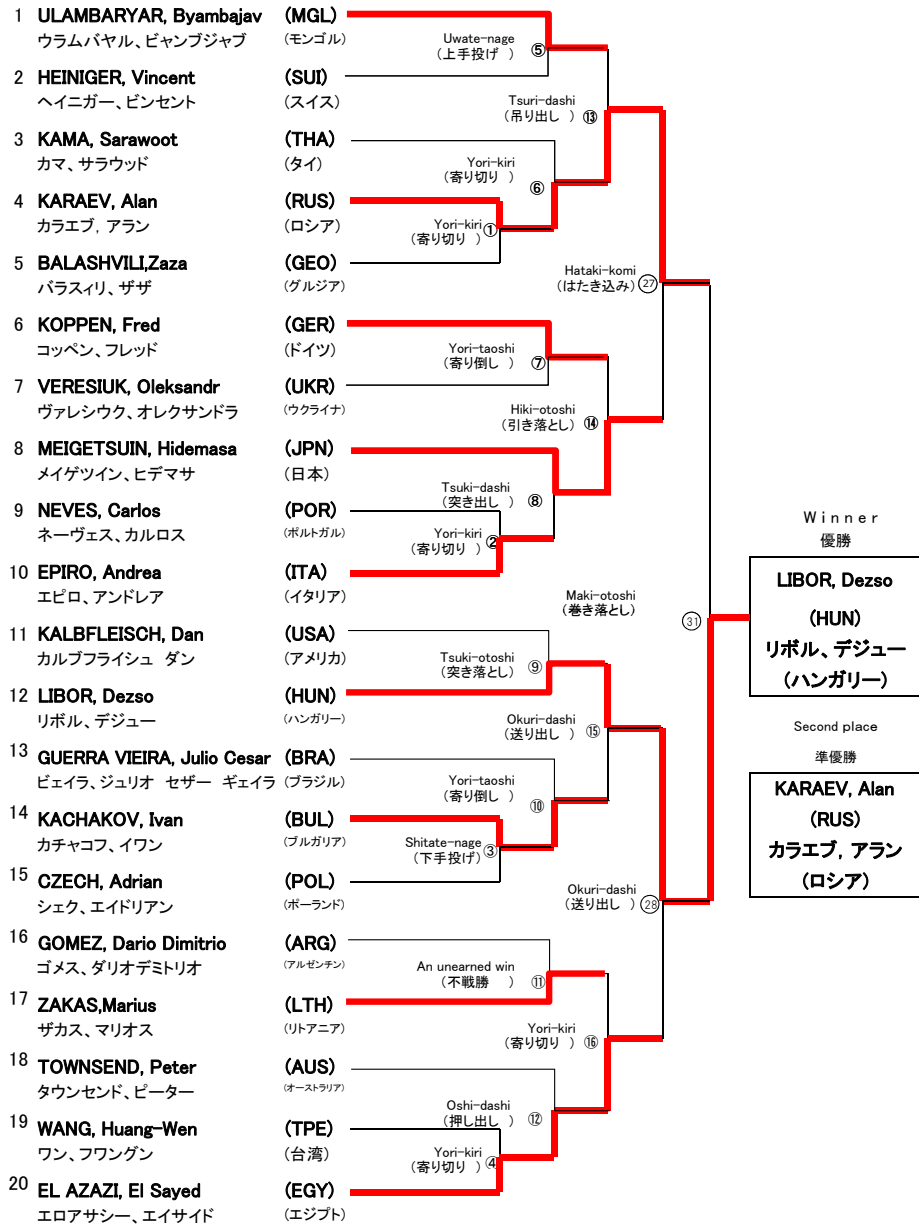 1 ULAMBARYAR, Byambajav (MGL)
ウラムバヤル、ビャンブジャブ (モンゴル)
2 HEINIGER, Vincent (SUI)
ヘイニガー、ビンセント (スイス)
3 KAMA, Sarawoot (THA)
カマ、サラウッド (タイ)
4 KARAEV, Alan (RUS)
カラエブ, アラン (ロシア)
5 BALASHVILI,Zaza (GEO)
バラスィリ、ザザ (グルジア)
6 KOPPEN, Fred (GER)
コッペン、フレッド (ドイツ)
7 VERESIUK, Oleksandr (UKR)
ヴァレシウク、オレクサンドラ (ウクライナ)
8 MEIGETSUIN, Hidemasa (JPN)
メイゲツイン、ヒデマサ (日本)
9 NEVES, Carlos (POR)
ネーヴェス、カルロス (ポルトガル)
10 EPIRO, Andrea (ITA)
エピロ、アンドレア (イタリア)
11 KALBFLEISCH, Dan (USA)
カルブフライシュ ダン (アメリカ)
12 LIBOR, Dezso (HUN)
リボル、デジュー (ハンガリー)
13 GUERRA VIEIRA, Julio Cesar (BRA)
ビェイラ、ジュリオ セザー ギェイラ (ブラジル)
14 KACHAKOV, Ivan (BUL)
カチャコフ、イワン (ブルガリア)
15 CZECH, Adrian (POL)
シェク、エイドリアン (ポーランド)
16 GOMEZ, Dario Dimitrio (ARG)
ゴメス、ダリオデミトリオ (アルゼンチン)
17 ZAKAS,Marius (LTH)
ザカス、マリオス (リトアニア)
18 TOWNSEND, Peter (AUS)
タウンセンド、ピーター (オーストラリア)
19 WANG, Huang-Wen (TPE)
ワン、フワングン (台湾)
20 EL AZAZI, El Sayed (EGY)
エロアサシー、エイサイド (エジプト)
Yori-kiri
(寄り切り ) ①
Yori-kiri
(寄り切り ) ②
Shitate-nage
(下手投げ) ③
Yori-kiri
(寄り切り ) ④
Uwate-nage
(上手投げ ) ⑤
Yori-kiri
(寄り切り ) ⑥
Yori-taoshi
(寄り倒し ) ⑦
Tsuki-dashi
(突き出し ) ⑧
Tsuki-otoshi
(突き落とし) ⑨
Yori-taoshi
(寄り倒し ) ⑩
An unearned win
(不戦勝 ) ⑪
Oshi-dashi
(押し出し ) ⑫
Tsuri-dashi
(吊り出し ) ⑬
Hiki-otoshi
(引き落とし) ⑭
Okuri-dashi
(送り出し ) ⑮
Yori-kiri
(寄り切り ) ⑯
Hataki-komi
(はたき込み) ㉗
Okuri-dashi
(送り出し ) ㉘
Maki-otoshi
(巻き落とし)
㉛
Winner
優勝
LIBOR, Dezso
(HUN)
リボル、デジュー
(ハンガリー)
Second place
準優勝
KARAEV, Alan
(RUS)
カラエブ, アラン
(ロシア)